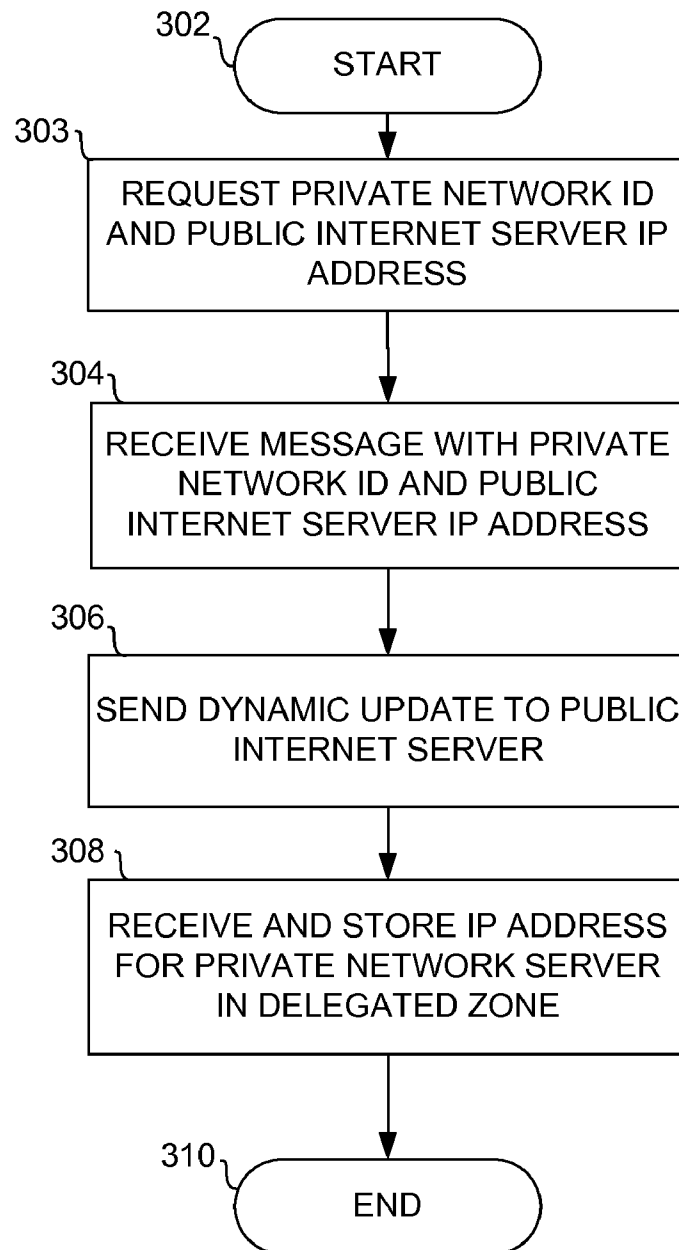 302
START
303
REQUEST PRIVATE NETWORK ID
AND PUBLIC INTERNET SERVER IP
ADDRESS
304
RECEIVE MESSAGE WITH PRIVATE
NETWORK ID AND PUBLIC
INTERNET SERVER IP ADDRESS
306
SEND DYNAMIC UPDATE TO PUBLIC
INTERNET SERVER
308
RECEIVE AND STORE IP ADDRESS
FOR PRIVATE NETWORK SERVER
IN DELEGATED ZONE
310
END